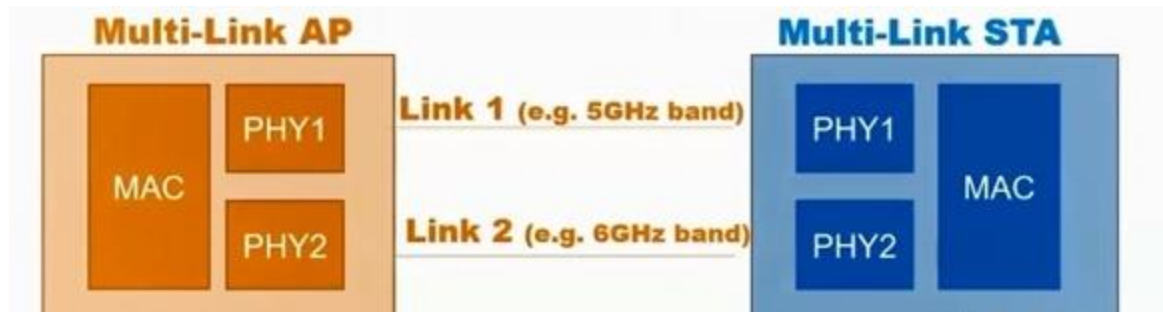 Multi-Link AP
Multi-Link STA
MAC
PHY1
PHY2
Link 1 (e.g. 5GHz band)
Link 2 (e.g. 6GHz band)
PHY1
PHY2
MAC